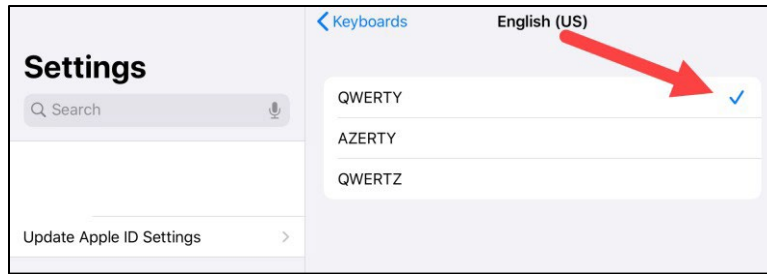 Settings
Search
Update Apple ID Settings
Keyboards
English (US)
QWERTY
AZERTY
QWERTZ